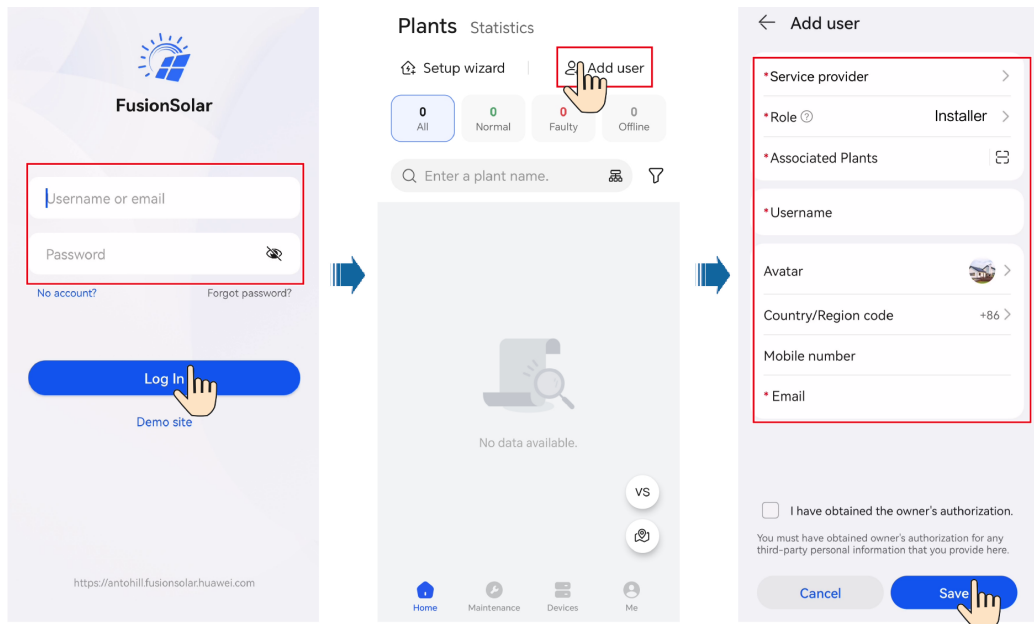 FusionSolar
Username or email
Password
No account? Forgot password?
Log In
Demo site
https://antohill.fusionsolar.huawei.com
Plants Statistics
Setup wizard Add user
0 0 0 0
All Normal Faulty Offline
Enter a plant name.
No data available.
VS
Home Maintenance Devices Me
Add user
*Service provider
*Role Installer
*Associated Plants
*Username
Avatar
Country/Region code +86
Mobile number
* Email
I have obtained the owner's authorization.
You must have obtained owner's authorization for any
third-party personal information that you provide here.
Cancel Save